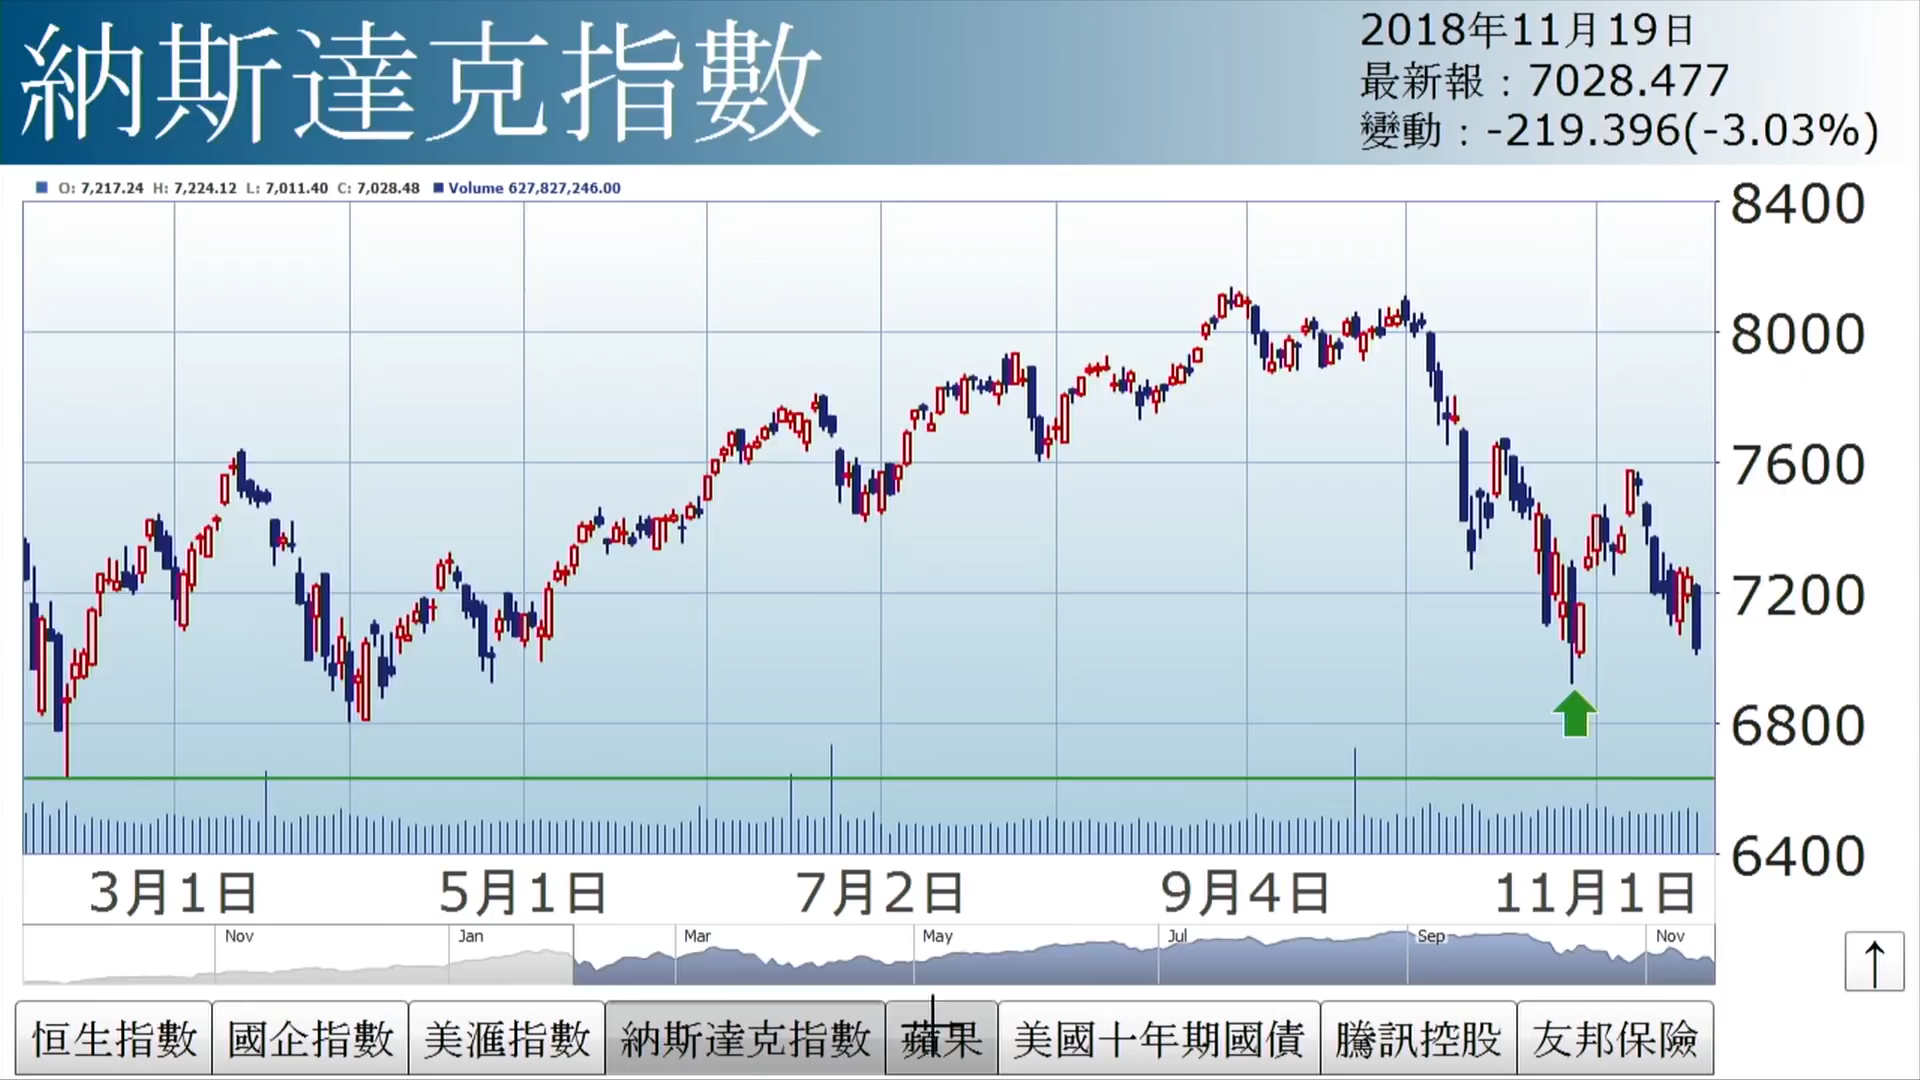 納斯達克指數
2018年11月19日
最新報：7028.477
變動：-219.396(-3.03%)
O: 7,217.24 H: 7,224.12 L: 7,011.40 C: 7,028.48 Volume 627,827,246.00
8400
8000
7600
7200
6800
6400
3月1日 5月1日 7月2日 9月4日 11月1日
Nov Jan Mar May Jul Sep Nov
恒生指數 國企指數 美滙指數 納斯達克指數 蘋果 美國十年期國債 騰訊控股 友邦保險